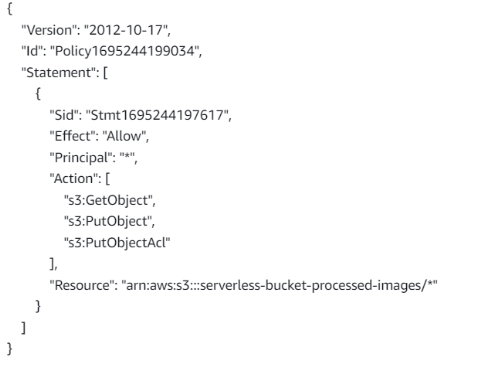 {
"Version": "2012-10-17",
"Id": "Policy1695244199034",
"Statement": [
{
"Sid": "Stmt1695244197617",
"Effect": "Allow",
"Principal": "*",
"Action": [
"s3:GetObject",
"s3:PutObject",
"s3:PutObjectAcl"
],
"Resource": "arn:aws:s3:::serverless-bucket-processed-images/*"
}
]
}